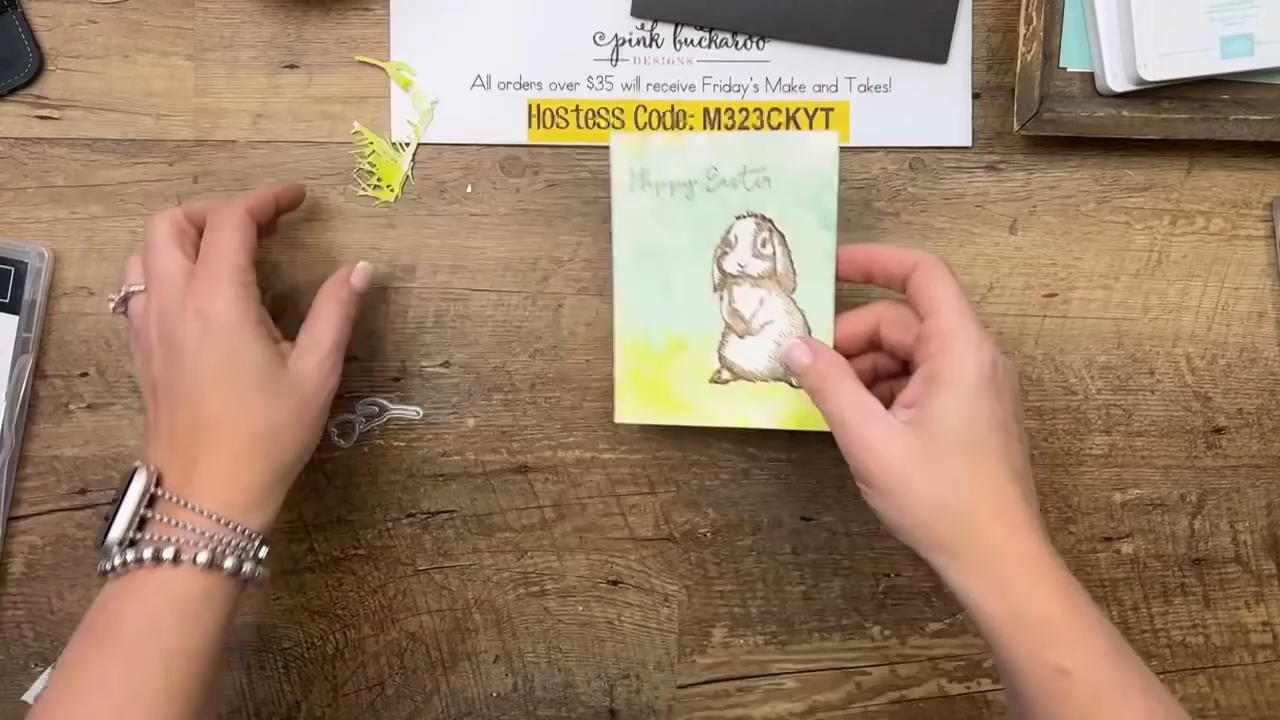 pink buckaroo
DESIGNS
All orders over $35 will receive Friday's Make and Takes!
Hostess Code: M323CKYT
Happy Easter